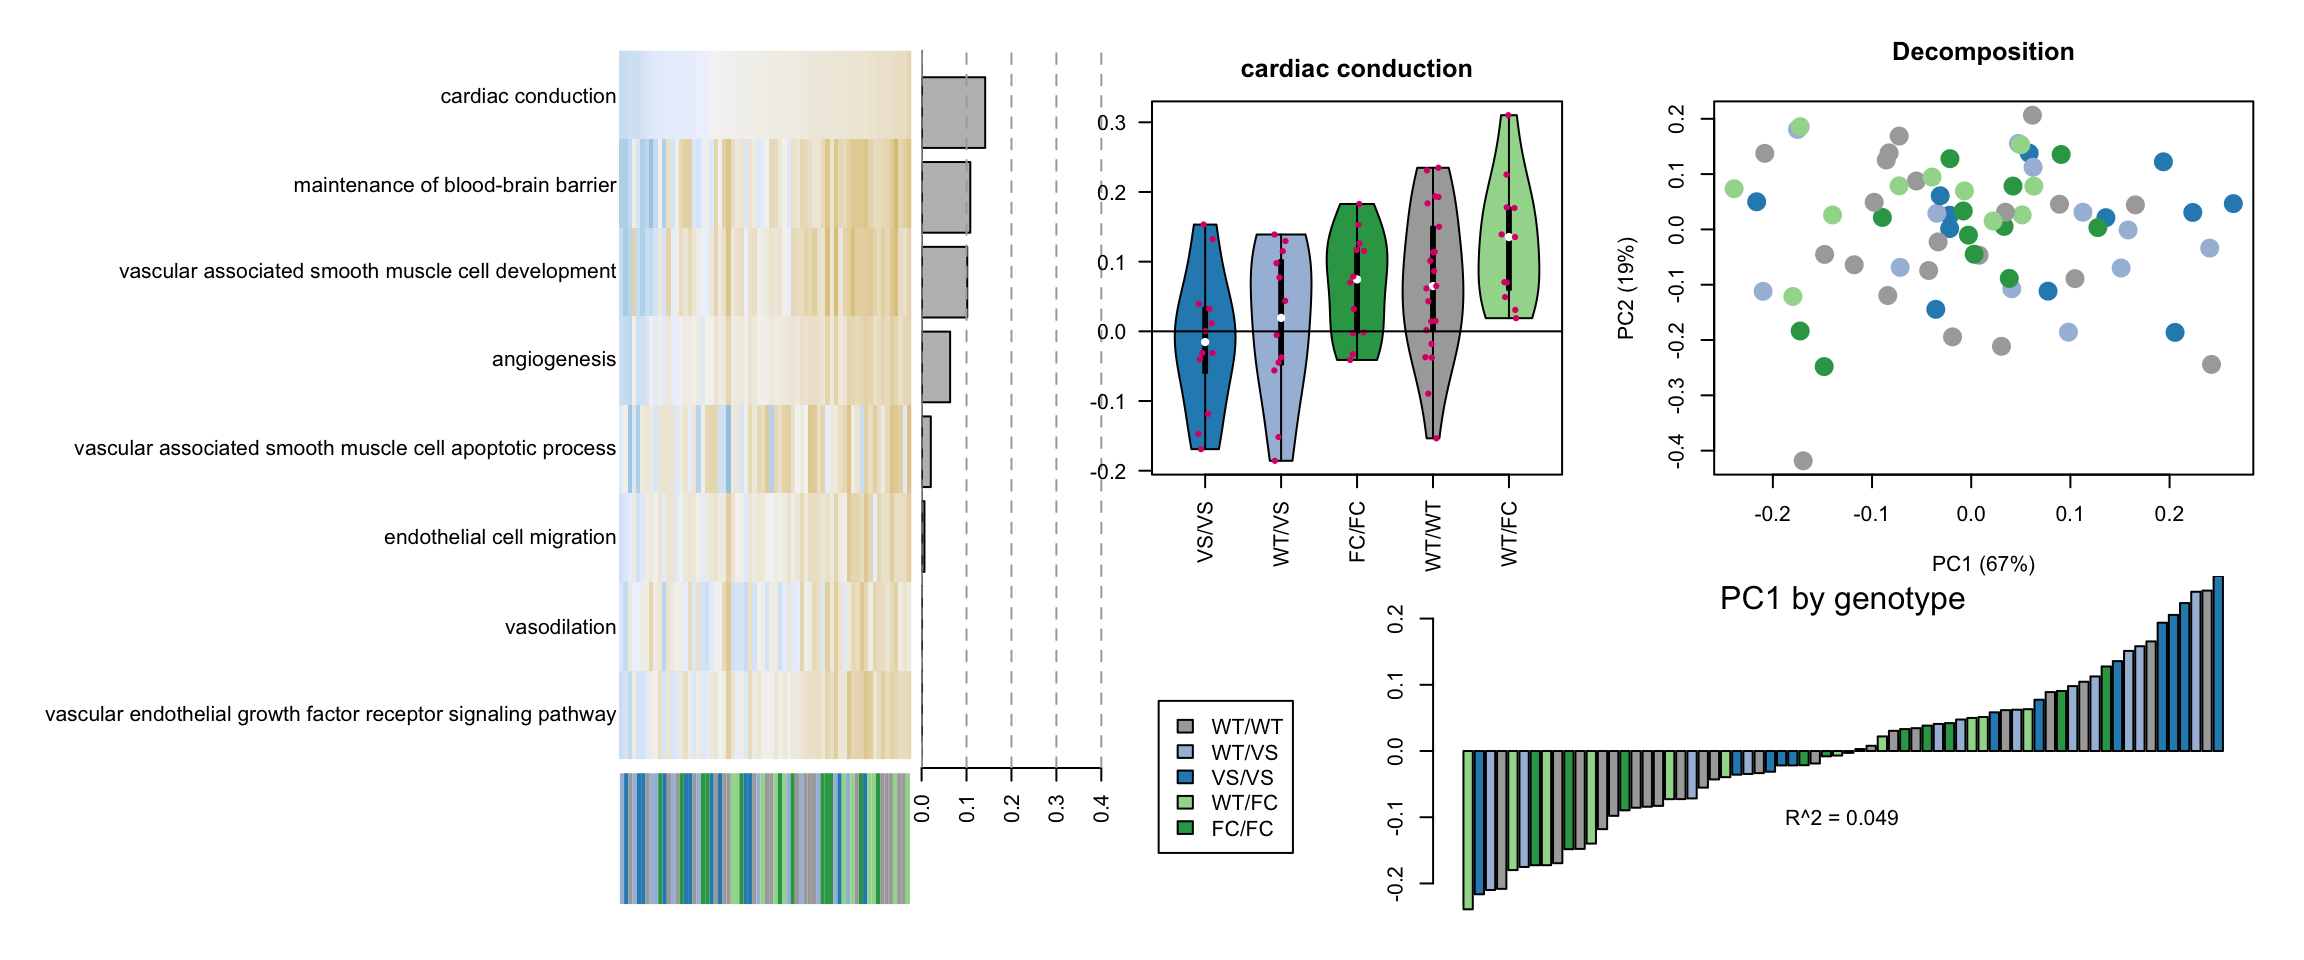 cardiac conduction
maintenance of blood-brain barrier
vascular associated smooth muscle cell development
angiogenesis
vascular associated smooth muscle cell apoptotic process
endothelial cell migration
vasodilation
vascular endothelial growth factor receptor signaling pathway
0.0
0.1
0.2
0.3
0.4
cardiac conduction
0.3
0.2
0.1
0.0
-0.1
-0.2
VS/VS
WT/VS
FC/FC
WT/WT
WT/FC
Decomposition
PC2 (19%)
0.2
0.1
0.0
-0.1
-0.2
-0.3
-0.4
-0.2
-0.1
0.0
0.1
0.2
PC1 (67%)
WT/WT
WT/VS
VS/VS
WT/FC
FC/FC
PC1 by genotype
0.2
0.1
0.0
-0.1
-0.2
R^2 = 0.049